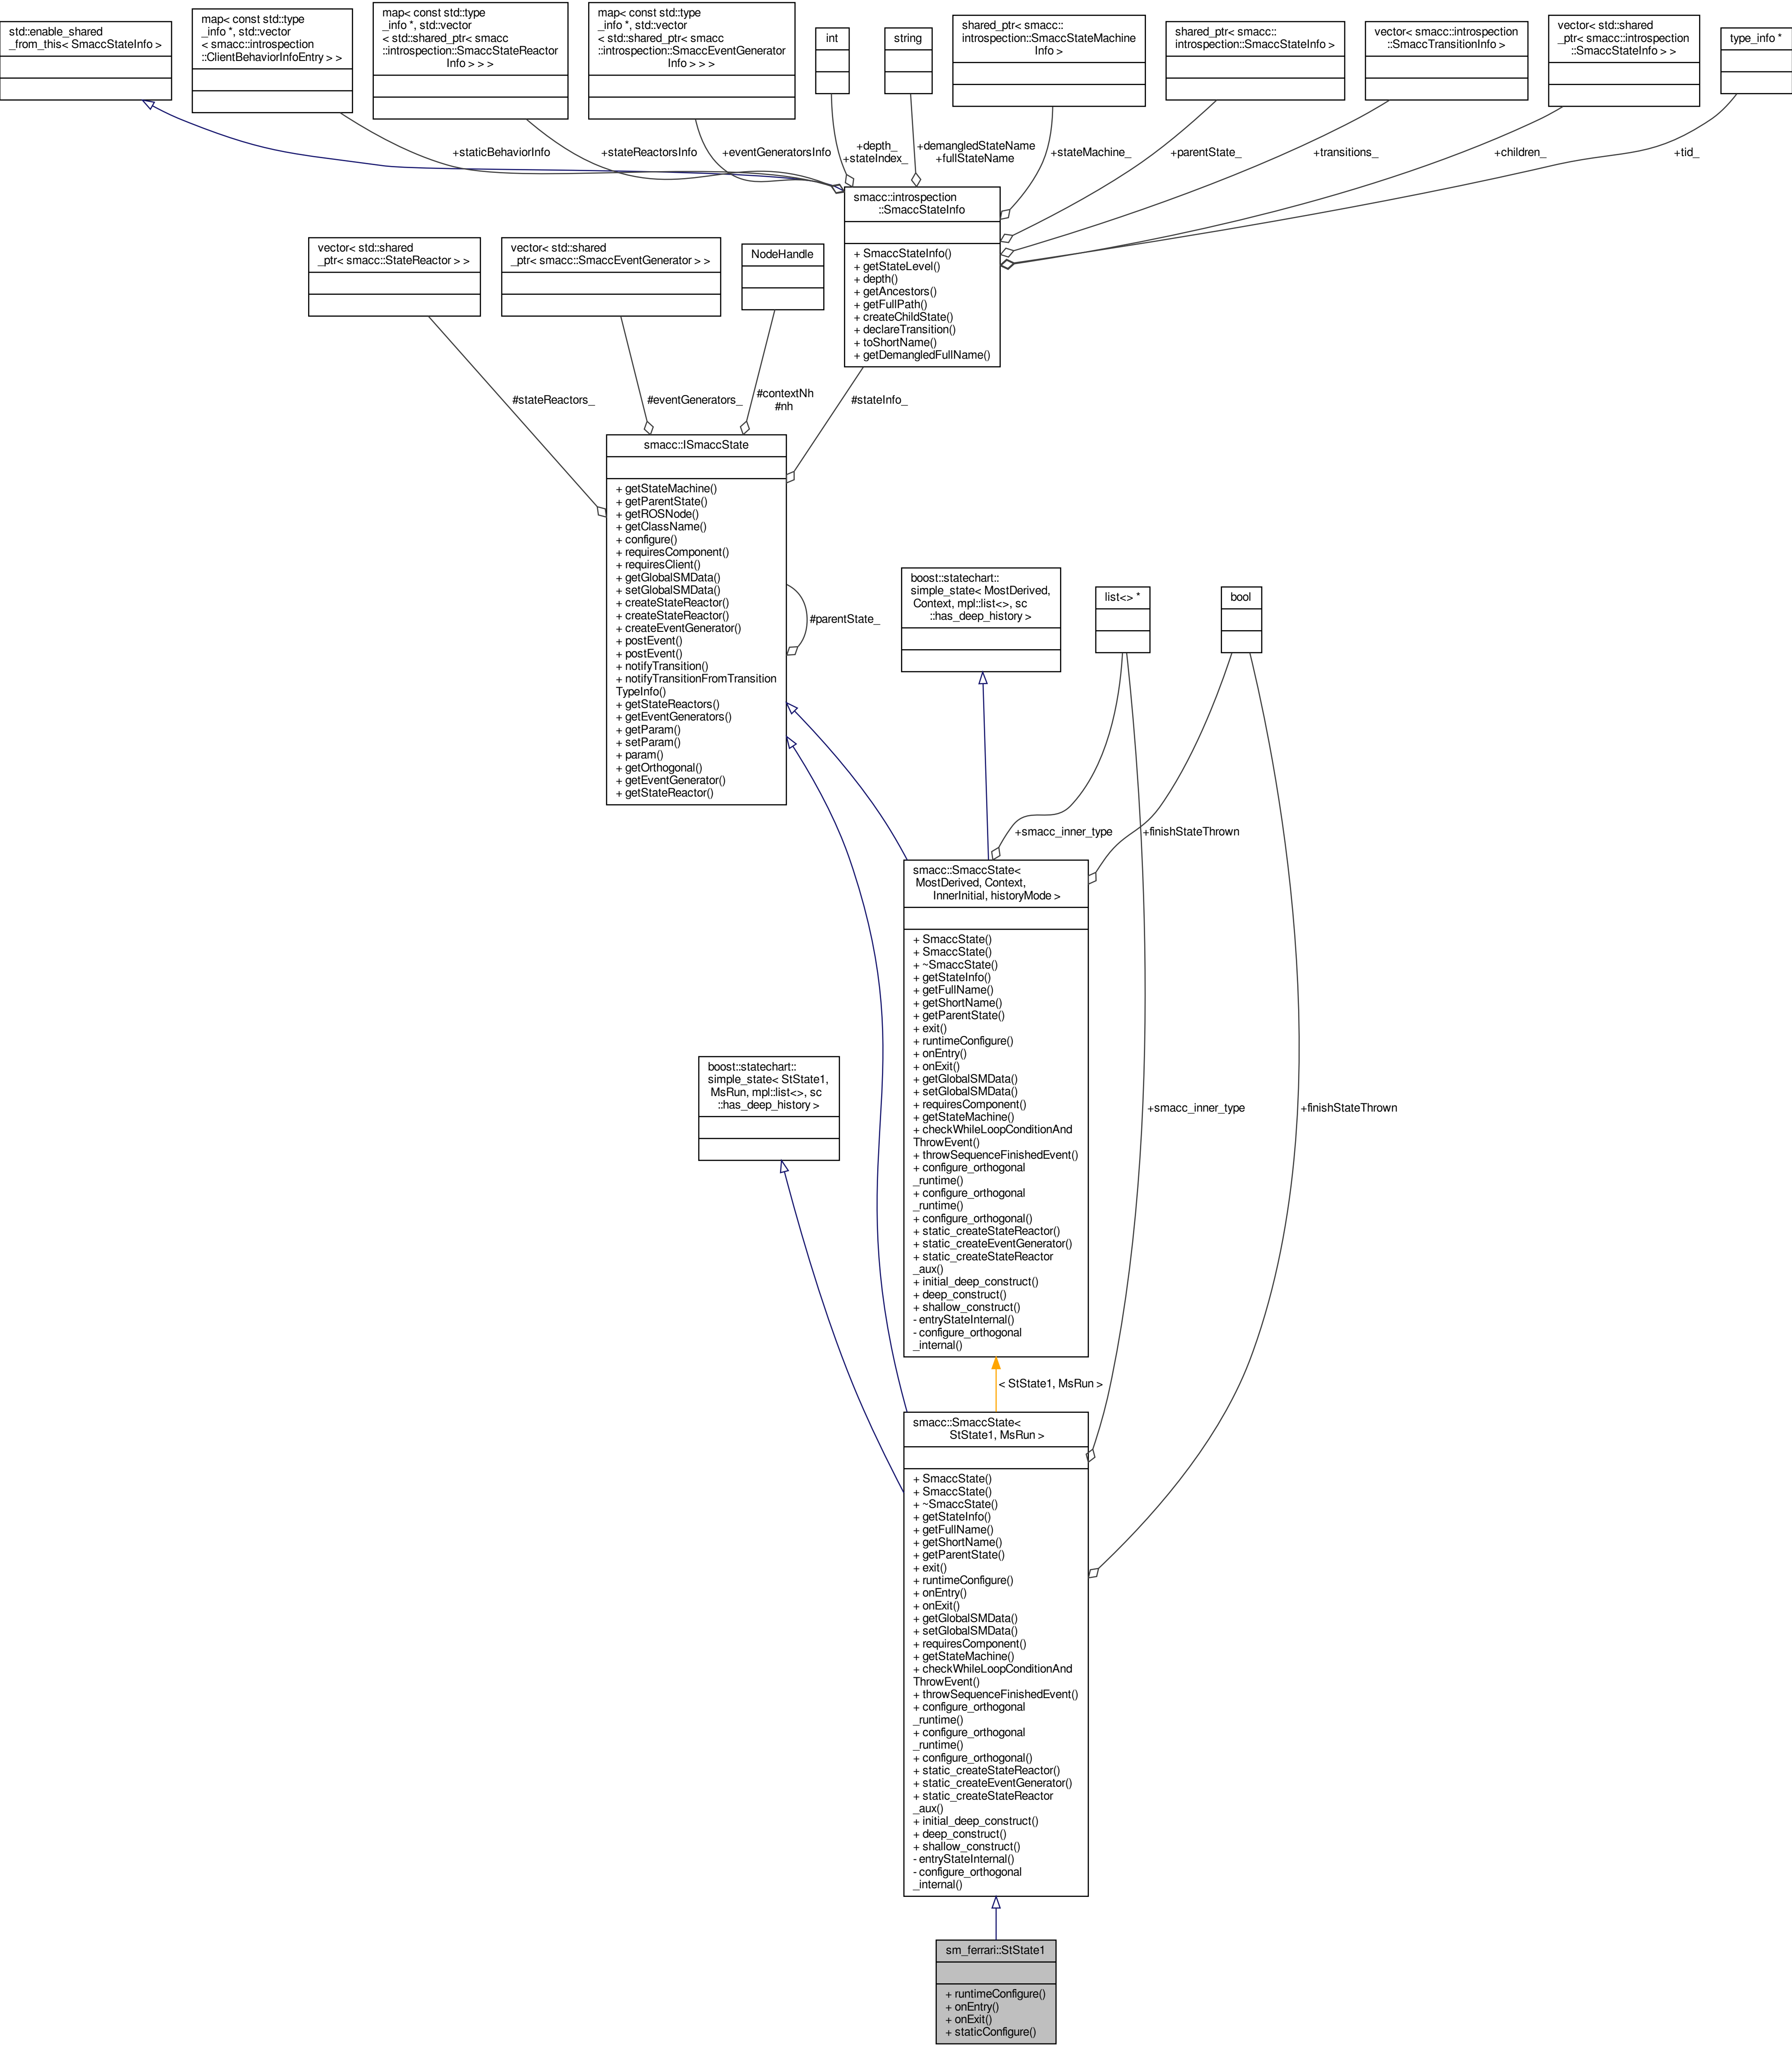 std::enable_shared
_from_this< SmaccStateInfo >
map< const std::type
_info *, std::vector
< smacc::introspection
::ClientBehaviorInfoEntry > >
map< const std::type
_info *, std::vector
< std::shared_ptr< smacc
::introspection::SmaccStateReactor
Info > > >
map< const std::type
_info *, std::vector
< std::shared_ptr< smacc
::introspection::SmaccEventGenerator
Info > > >
int
string
shared_ptr< smacc::
introspection::SmaccStateMachine
Info >
shared_ptr< smacc::
introspection::SmaccStateInfo >
vector< smacc::introspection
::SmaccTransitionInfo >
vector< std::shared
_ptr< smacc::introspection
::SmaccStateInfo > >
type_info *
+staticBehaviorInfo
+stateReactorsInfo
+eventGeneratorsInfo
+depth_
+stateIndex_
+demangledStateName
+fullStateName
+stateMachine_
+parentState_
+transitions_
+children_
+tid_
smacc::introspection
::SmaccStateInfo
+ SmaccStateInfo()
+ getStateLevel()
+ depth()
+ getAncestors()
+ getFullPath()
+ createChildState()
+ declareTransition()
+ toShortName()
+ getDemangledFullName()
vector< std::shared
_ptr< smacc::StateReactor > >
vector< std::shared
_ptr< smacc::SmaccEventGenerator > >
NodeHandle
#stateReactors_
#eventGenerators_
#contextNh
#nh
#stateInfo_
smacc::ISmaccState
+ getStateMachine()
+ getParentState()
+ getROSNode()
+ getClassName()
+ configure()
+ requiresComponent()
+ requiresClient()
+ getGlobalSMData()
+ setGlobalSMData()
+ createStateReactor()
+ createStateReactor()
+ createEventGenerator()
+ postEvent()
+ postEvent()
+ notifyTransition()
+ notifyTransitionFromTransition
TypeInfo()
+ getStateReactors()
+ getEventGenerators()
+ getParam()
+ setParam()
+ param()
+ getOrthogonal()
+ getEventGenerator()
+ getStateReactor()
#parentState_
boost::statechart::
simple_state< MostDerived,
Context, mpl::list<>, sc
::has_deep_history >
list<> *
bool
+smacc_inner_type
+finishStateThrown
smacc::SmaccState<
MostDerived, Context,
InnerInitial, historyMode >
+ SmaccState()
+ SmaccState()
+ ~SmaccState()
+ getStateInfo()
+ getFullName()
+ getShortName()
+ getParentState()
+ exit()
+ runtimeConfigure()
+ onEntry()
+ onExit()
+ getGlobalSMData()
+ setGlobalSMData()
+ requiresComponent()
+ getStateMachine()
+ checkWhileLoopConditionAnd
ThrowEvent()
+ throwSequenceFinishedEvent()
+ configure_orthogonal
_runtime()
+ configure_orthogonal
_runtime()
+ configure_orthogonal()
+ static_createStateReactor()
+ static_createEventGenerator()
+ static_createStateReactor
_aux()
+ initial_deep_construct()
+ deep_construct()
+ shallow_construct()
- entryStateInternal()
- configure_orthogonal
_internal()
boost::statechart::
simple_state< StState1,
MsRun, mpl::list<>, sc
::has_deep_history >
+smacc_inner_type
+finishStateThrown
< StState1, MsRun >
smacc::SmaccState<
StState1, MsRun >
+ SmaccState()
+ SmaccState()
+ ~SmaccState()
+ getStateInfo()
+ getFullName()
+ getShortName()
+ getParentState()
+ exit()
+ runtimeConfigure()
+ onEntry()
+ onExit()
+ getGlobalSMData()
+ setGlobalSMData()
+ requiresComponent()
+ getStateMachine()
+ checkWhileLoopConditionAnd
ThrowEvent()
+ throwSequenceFinishedEvent()
+ configure_orthogonal
_runtime()
+ configure_orthogonal
_runtime()
+ configure_orthogonal()
+ static_createStateReactor()
+ static_createEventGenerator()
+ static_createStateReactor
_aux()
+ initial_deep_construct()
+ deep_construct()
+ shallow_construct()
- entryStateInternal()
- configure_orthogonal
_internal()
sm_ferrari::StState1
+ runtimeConfigure()
+ onEntry()
+ onExit()
+ staticConfigure()